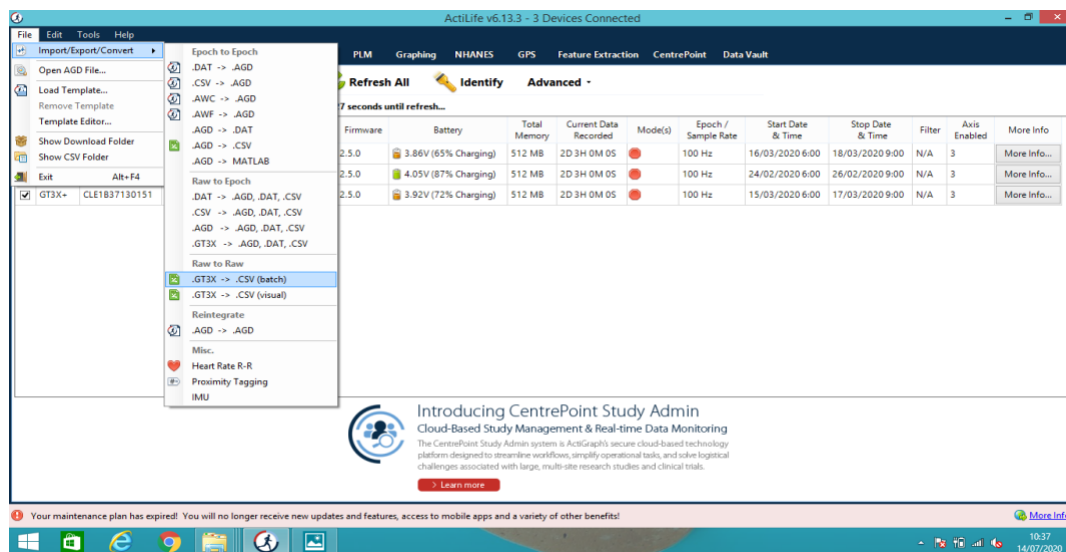 ActiLife v6.13.3 - 3 Devices Connected
File Edit Tools Help
Import/Export/Convert
Open AGD File...
Load Template...
Remove Template
Template Editor...
Show Download Folder
Show CSV Folder
Exit Alt+F4
Epoch to Epoch
.DAT -> .AGD
.CSV -> .AGD
.AWC -> .AGD
.AWF -> .AGD
.AGD -> .DAT
.AGD -> .CSV
.AGD -> MATLAB
Raw to Epoch
.DAT -> .AGD, .DAT, .CSV
.CSV -> .AGD, .DAT, .CSV
.AGD -> .AGD, .DAT, .CSV
.GT3X -> .AGD, .DAT, .CSV
Raw to Raw
.GT3X -> .CSV (batch)
.GT3X -> .CSV (visual)
Reintegrate
.AGD -> .AGD
Misc.
Heart Rate R-R
Proximity Tagging
IMU
PLM Graphing NHANES GPS Feature Extraction CentrePoint Data Vault
Refresh All Identify Advanced
7 seconds until refresh...
Firmware Battery Total Memory Current Data Recorded Mode(s) Epoch / Sample Rate Start Date & Time Stop Date & Time Filter Axis Enabled More Info
2.5.0 3.86V (65% Charging) 512 MB 2D 3H 0M 0S 100 Hz 16/03/2020 6:00 18/03/2020 9:00 N/A 3 More Info...
2.5.0 4.05V (87% Charging) 512 MB 2D 3H 0M 0S 100 Hz 24/02/2020 6:00 26/02/2020 9:00 N/A 3 More Info...
GT3X+ CLE1B37130151 2.5.0 3.92V (72% Charging) 512 MB 2D 3H 0M 0S 100 Hz 15/03/2020 6:00 17/03/2020 9:00 N/A 3 More Info...
Introducing CentrePoint Study Admin
Cloud-Based Study Management & Real-time Data Monitoring
The CentrePoint Study Admin system is ActiGraph's secure cloud-based technology
platform designed to streamline workflows, simplify operational tasks, and solve logistical
challenges associated with large, multi-site research studies and clinical trials.
> Learn more
Your maintenance plan has expired! You will no longer receive new updates and features, access to mobile apps and a variety of other benefits!
More Info
10:37
14/07/2020